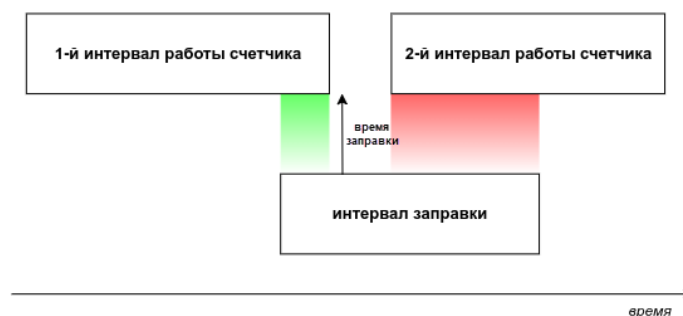 1-й интервал работы счетчика
2-й интервал работы счетчика
время
заправки
интервал заправки
время